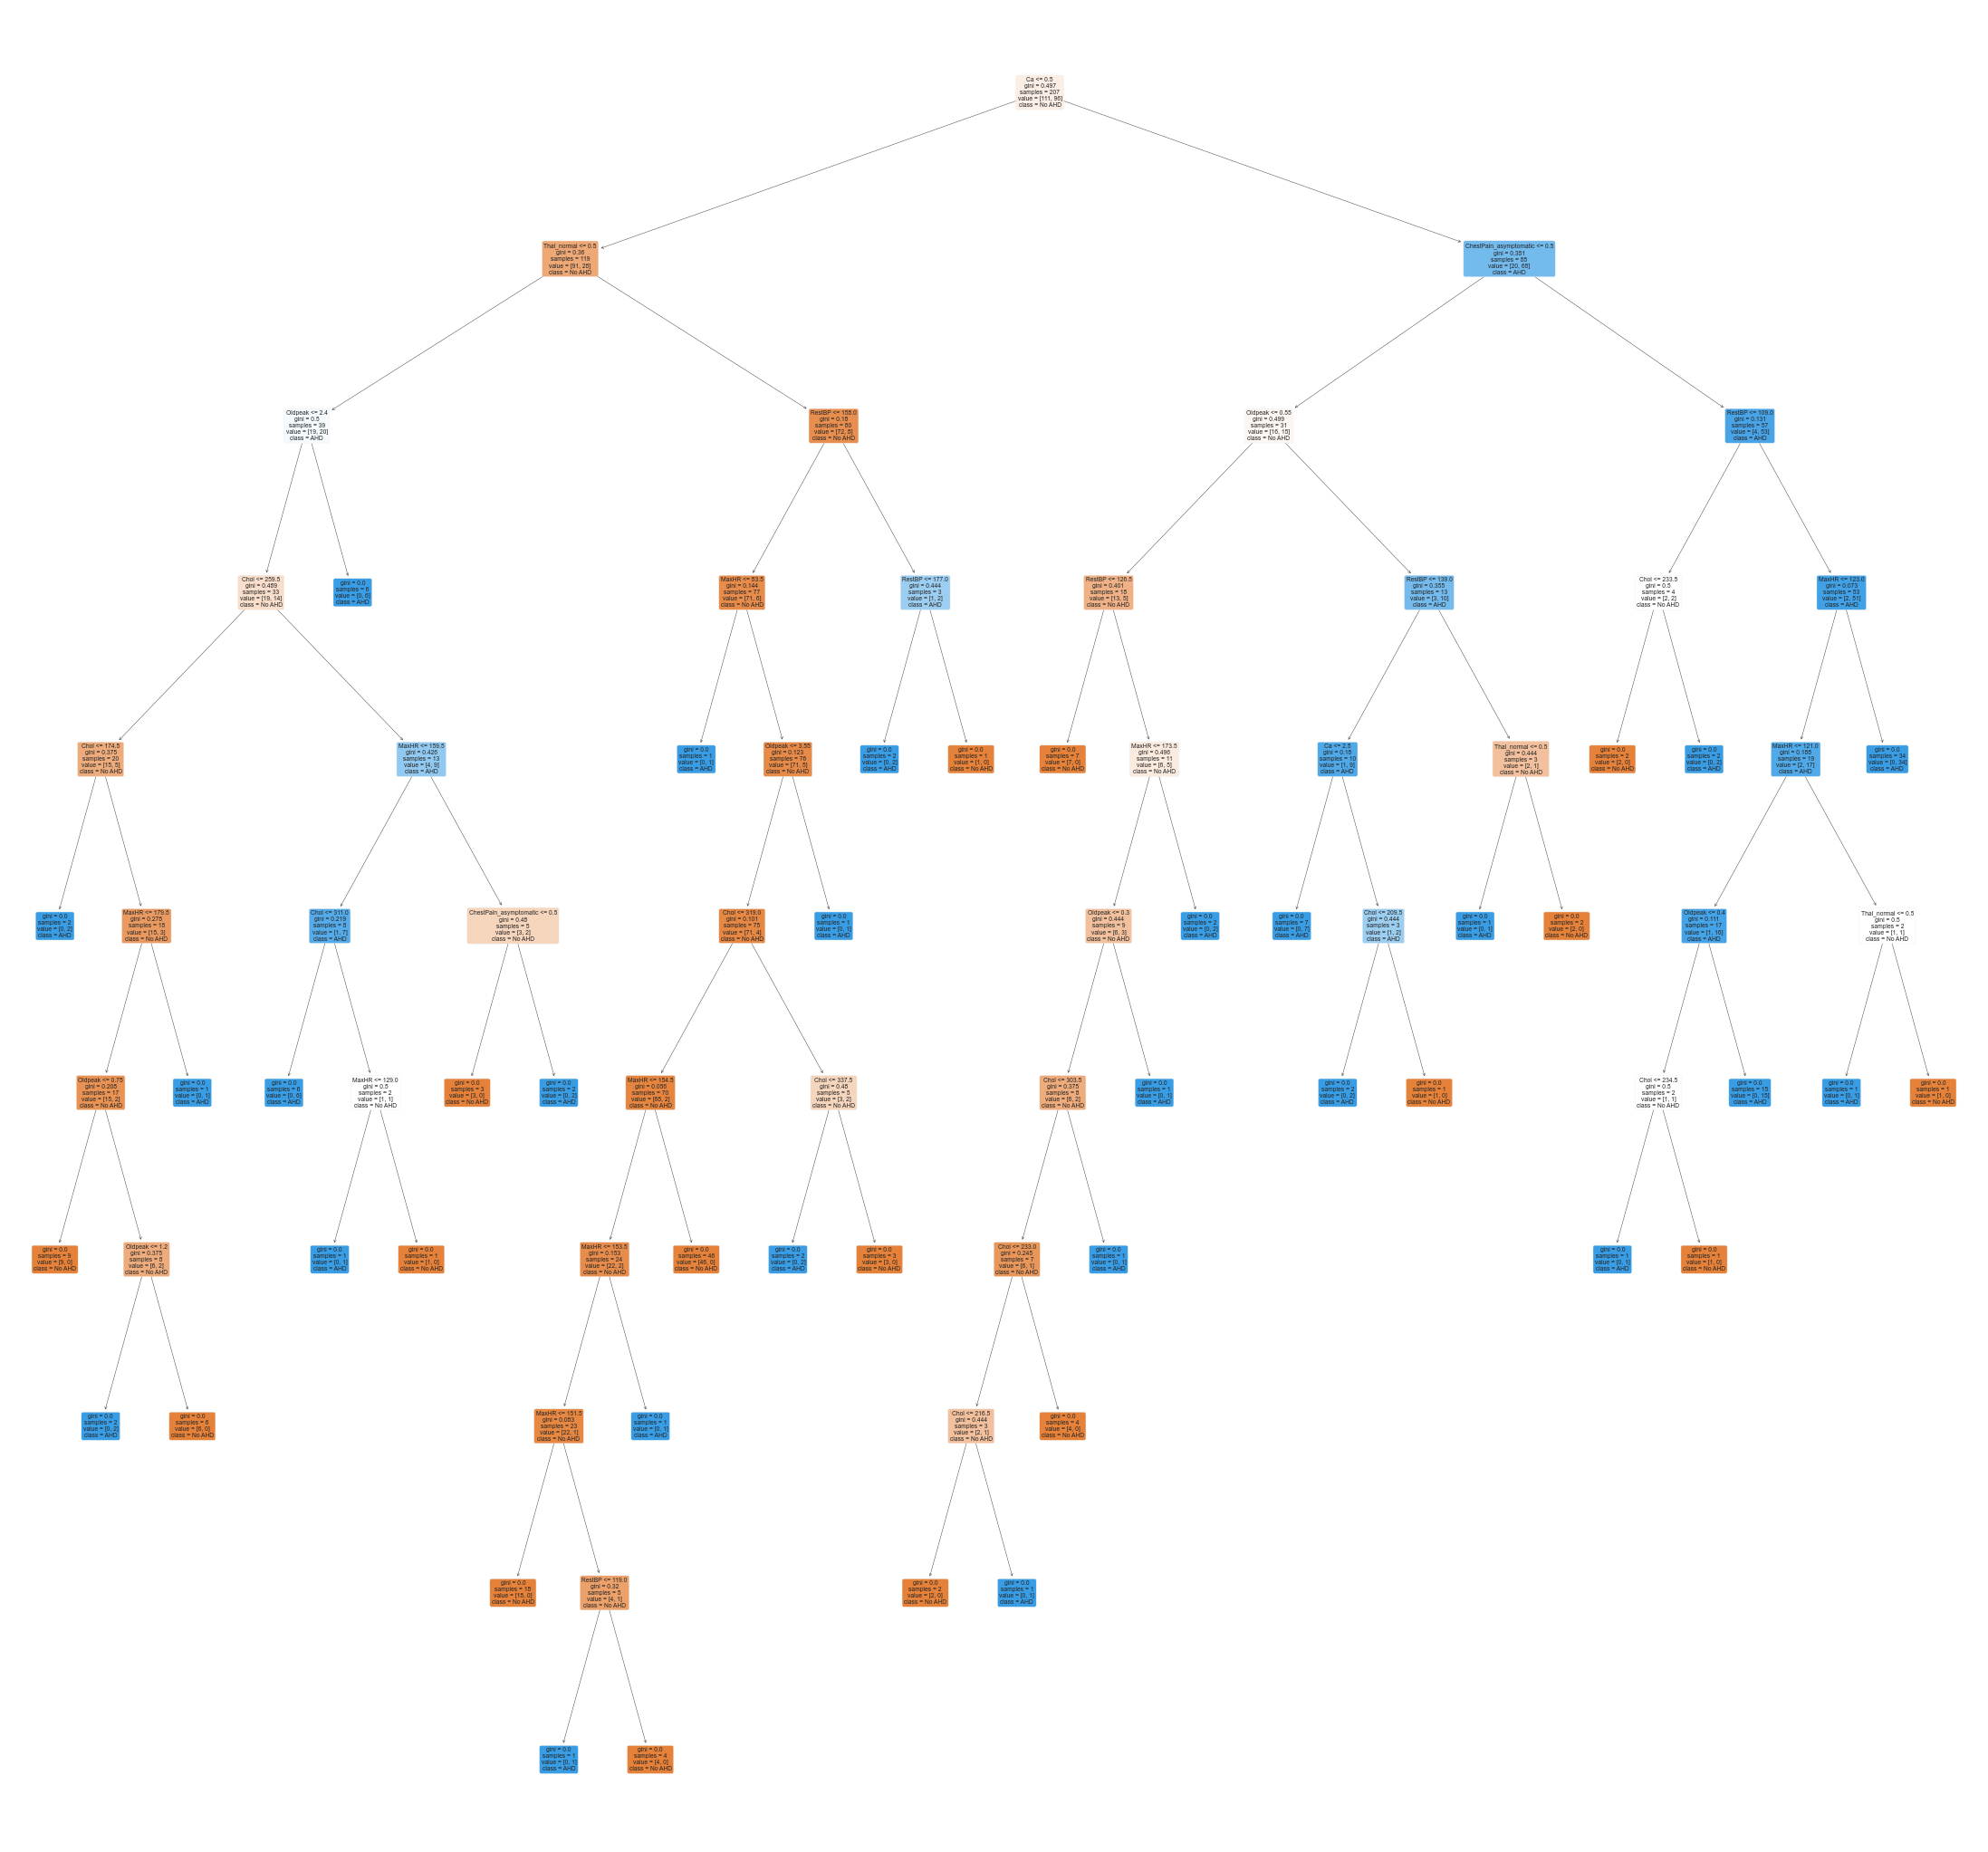 Ca <= 0.5
gini = 0.497
samples = 207
value = [111, 96]
class = No AHD
Thal_normal <= 0.5
gini = 0.36
samples = 119
value = [91, 28]
class = No AHD
ChestPain_asymptomatic <= 0.5
gini = 0.351
samples = 88
value = [20, 68]
class = AHD
Oldpeak <= 2.4
gini = 0.5
samples = 39
value = [19, 20]
class = AHD
RestBP <= 155.0
gini = 0.18
samples = 80
value = [72, 8]
class = No AHD
Oldpeak <= 0.55
gini = 0.499
samples = 31
value = [16, 15]
class = No AHD
RestBP <= 109.0
gini = 0.131
samples = 57
value = [4, 53]
class = AHD
Chol <= 259.5
gini = 0.489
samples = 33
value = [19, 14]
class = No AHD
gini = 0.0
samples = 6
value = [0, 6]
class = AHD
MaxHR <= 83.5
gini = 0.144
samples = 77
value = [71, 6]
class = No AHD
RestBP <= 177.0
gini = 0.444
samples = 3
value = [1, 2]
class = AHD
RestBP <= 126.5
gini = 0.401
samples = 18
value = [13, 5]
class = No AHD
RestBP <= 139.0
gini = 0.355
samples = 13
value = [3, 10]
class = AHD
Chol <= 233.5
gini = 0.5
samples = 4
value = [2, 2]
class = No AHD
MaxHR <= 123.0
gini = 0.073
samples = 53
value = [2, 51]
class = AHD
Chol <= 174.5
gini = 0.375
samples = 20
value = [15, 5]
class = No AHD
MaxHR <= 159.5
gini = 0.426
samples = 13
value = [4, 9]
class = AHD
gini = 0.0
samples = 1
value = [0, 1]
class = AHD
Oldpeak <= 3.55
gini = 0.123
samples = 76
value = [71, 5]
class = No AHD
gini = 0.0
samples = 2
value = [0, 2]
class = AHD
gini = 0.0
samples = 1
value = [1, 0]
class = No AHD
gini = 0.0
samples = 7
value = [7, 0]
class = No AHD
MaxHR <= 173.5
gini = 0.496
samples = 11
value = [6, 5]
class = No AHD
Ca <= 2.5
gini = 0.18
samples = 10
value = [1, 9]
class = AHD
Thal_normal <= 0.5
gini = 0.444
samples = 3
value = [2, 1]
class = No AHD
gini = 0.0
samples = 2
value = [2, 0]
class = No AHD
gini = 0.0
samples = 2
value = [0, 2]
class = AHD
MaxHR <= 121.0
gini = 0.188
samples = 19
value = [2, 17]
class = AHD
gini = 0.0
samples = 34
value = [0, 34]
class = AHD
gini = 0.0
samples = 2
value = [0, 2]
class = AHD
MaxHR <= 179.5
gini = 0.278
samples = 18
value = [15, 3]
class = No AHD
Chol <= 311.0
gini = 0.219
samples = 8
value = [1, 7]
class = AHD
ChestPain_asymptomatic <= 0.5
gini = 0.48
samples = 5
value = [3, 2]
class = No AHD
Chol <= 319.0
gini = 0.101
samples = 75
value = [71, 4]
class = No AHD
gini = 0.0
samples = 1
value = [0, 1]
class = AHD
Oldpeak <= 0.3
gini = 0.444
samples = 9
value = [6, 3]
class = No AHD
gini = 0.0
samples = 2
value = [0, 2]
class = AHD
gini = 0.0
samples = 7
value = [0, 7]
class = AHD
Chol <= 209.5
gini = 0.444
samples = 3
value = [1, 2]
class = AHD
gini = 0.0
samples = 1
value = [0, 1]
class = AHD
gini = 0.0
samples = 2
value = [2, 0]
class = No AHD
Oldpeak <= 0.4
gini = 0.111
samples = 17
value = [1, 16]
class = AHD
Thal_normal <= 0.5
gini = 0.5
samples = 2
value = [1, 1]
class = No AHD
Oldpeak <= 0.75
gini = 0.208
samples = 17
value = [15, 2]
class = No AHD
gini = 0.0
samples = 1
value = [0, 1]
class = AHD
gini = 0.0
samples = 6
value = [0, 6]
class = AHD
MaxHR <= 129.0
gini = 0.5
samples = 2
value = [1, 1]
class = No AHD
gini = 0.0
samples = 3
value = [3, 0]
class = No AHD
gini = 0.0
samples = 2
value = [0, 2]
class = AHD
MaxHR <= 154.5
gini = 0.056
samples = 70
value = [68, 2]
class = No AHD
Chol <= 337.5
gini = 0.48
samples = 5
value = [3, 2]
class = No AHD
Chol <= 303.5
gini = 0.375
samples = 8
value = [6, 2]
class = No AHD
gini = 0.0
samples = 1
value = [0, 1]
class = AHD
gini = 0.0
samples = 2
value = [0, 2]
class = AHD
gini = 0.0
samples = 1
value = [1, 0]
class = No AHD
Chol <= 234.5
gini = 0.5
samples = 2
value = [1, 1]
class = No AHD
gini = 0.0
samples = 15
value = [0, 15]
class = AHD
gini = 0.0
samples = 1
value = [0, 1]
class = AHD
gini = 0.0
samples = 1
value = [1, 0]
class = No AHD
gini = 0.0
samples = 9
value = [9, 0]
class = No AHD
Oldpeak <= 1.2
gini = 0.375
samples = 8
value = [6, 2]
class = No AHD
gini = 0.0
samples = 1
value = [0, 1]
class = AHD
gini = 0.0
samples = 1
value = [1, 0]
class = No AHD
MaxHR <= 153.5
gini = 0.153
samples = 24
value = [22, 2]
class = No AHD
gini = 0.0
samples = 46
value = [46, 0]
class = No AHD
gini = 0.0
samples = 2
value = [0, 2]
class = AHD
gini = 0.0
samples = 3
value = [3, 0]
class = No AHD
Chol <= 233.0
gini = 0.245
samples = 7
value = [6, 1]
class = No AHD
gini = 0.0
samples = 1
value = [0, 1]
class = AHD
gini = 0.0
samples = 1
value = [0, 1]
class = AHD
gini = 0.0
samples = 1
value = [1, 0]
class = No AHD
gini = 0.0
samples = 2
value = [0, 2]
class = AHD
gini = 0.0
samples = 6
value = [6, 0]
class = No AHD
MaxHR <= 151.5
gini = 0.083
samples = 23
value = [22, 1]
class = No AHD
gini = 0.0
samples = 1
value = [0, 1]
class = AHD
Chol <= 216.5
gini = 0.444
samples = 3
value = [2, 1]
class = No AHD
gini = 0.0
samples = 4
value = [4, 0]
class = No AHD
gini = 0.0
samples = 18
value = [18, 0]
class = No AHD
RestBP <= 115.0
gini = 0.32
samples = 5
value = [4, 1]
class = No AHD
gini = 0.0
samples = 2
value = [2, 0]
class = No AHD
gini = 0.0
samples = 1
value = [0, 1]
class = AHD
gini = 0.0
samples = 1
value = [0, 1]
class = AHD
gini = 0.0
samples = 4
value = [4, 0]
class = No AHD